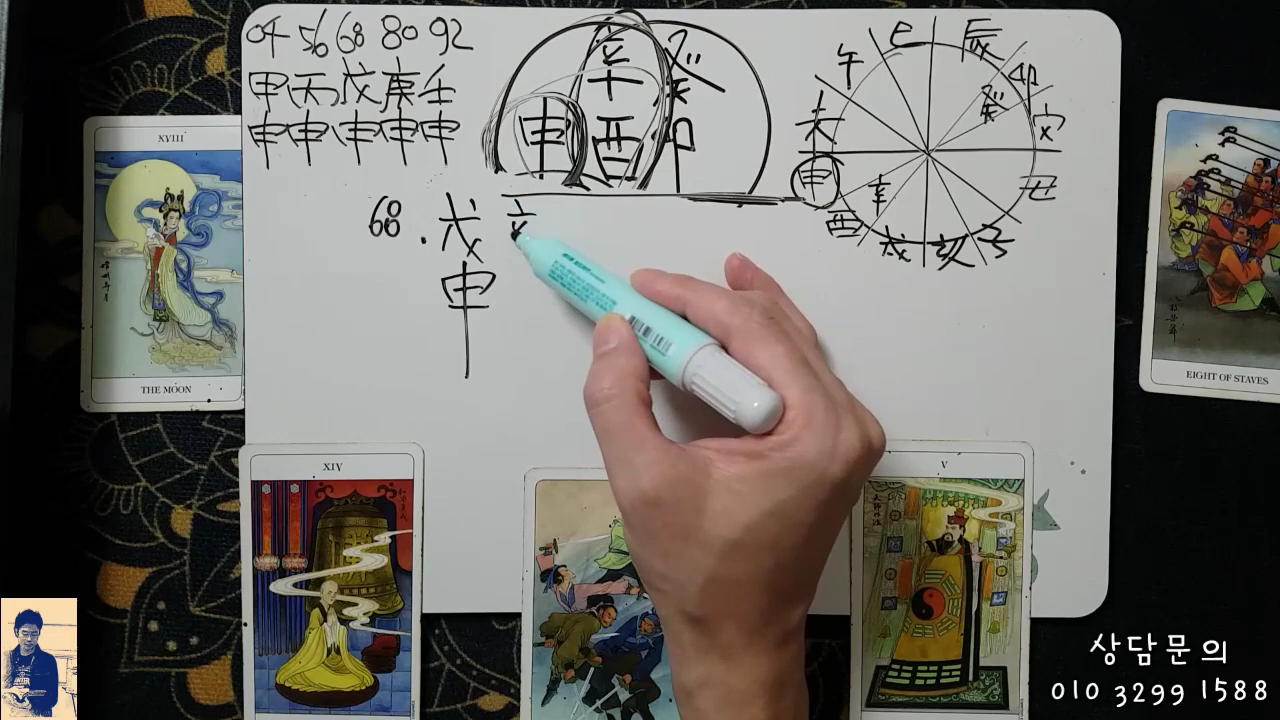 04 56 68 80 92
甲丙戊庚壬
申申申申申
辛癸
申酉卯
68. 戊
申
巳 辰
午 卯
癸
未 寅
申 丑
辛
酉 戌 亥 子
XVIII
THE MOON
EIGHT OF STAVES
XIV
V
상담문의
010 3299 1588